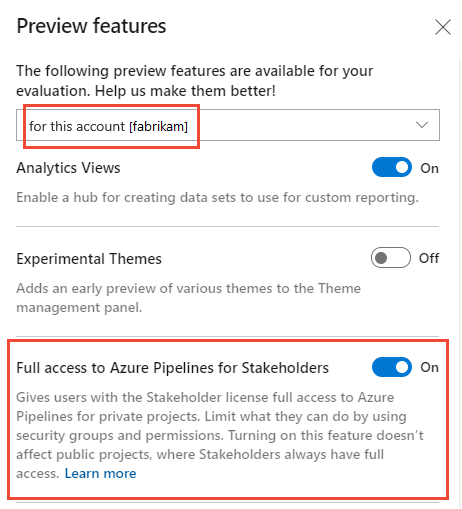 Preview features
The following preview features are available for your
evaluation. Help us make them better!
for this account [fabrikam]
Analytics Views
On
Enable a hub for creating data sets to use for custom reporting.
Experimental Themes
Off
Adds an early preview of various themes to the Theme
management panel.
Full access to Azure Pipelines for Stakeholders
On
Gives users with the Stakeholder license full access to Azure
Pipelines for private projects. Limit what they can do by using
security groups and permissions. Turning on this feature doesn't
affect public projects, where Stakeholders always have full
access. Learn more